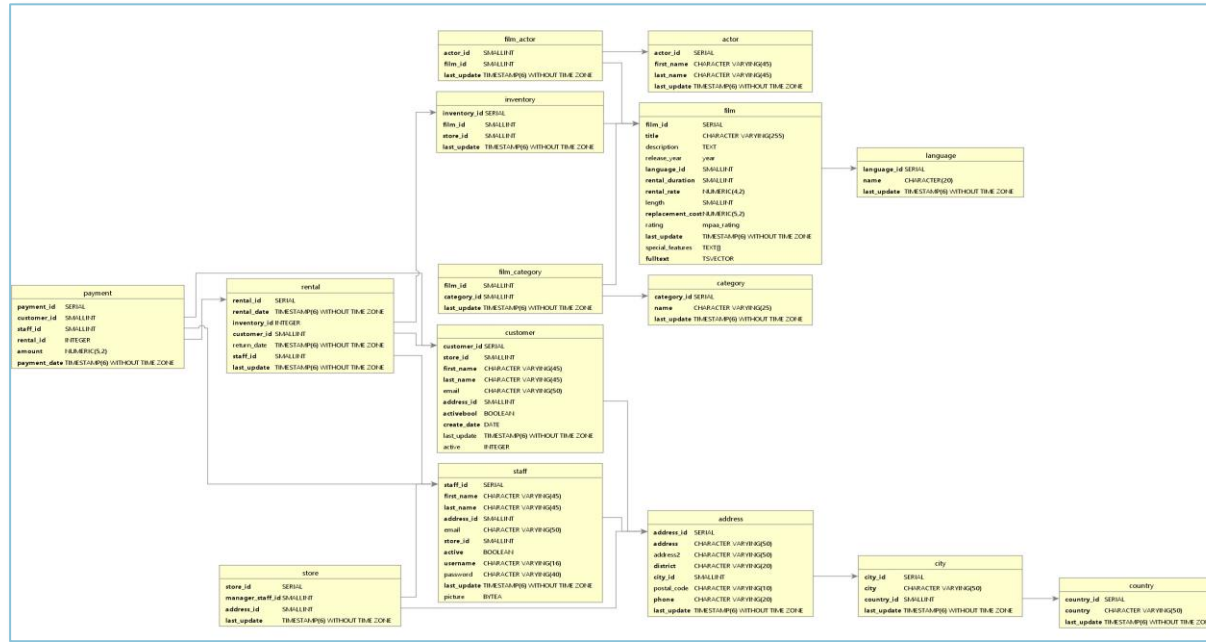 film_actor
actor_id SMALLINT
film_id SMALLINT
last_update TIMESTAMP(6) WITHOUT TIME ZONE
actor
actor_id SERIAL
first_name CHARACTER VARYING(45)
last_name CHARACTER VARYING(45)
last_update TIMESTAMP(6) WITHOUT TIME ZONE
inventory
inventory_id SERIAL
film_id SMALLINT
store_id SMALLINT
last_update TIMESTAMP(6) WITHOUT TIME ZONE
film
film_id SERIAL
title CHARACTER VARYING(255)
description TEXT
release_year year
language_id SMALLINT
rental_duration SMALLINT
rental_rate NUMERIC(4,2)
length SMALLINT
replacement_cost NUMERIC(5,2)
rating mpaa_rating
last_update TIMESTAMP(6) WITHOUT TIME ZONE
special_features TEXT[]
fulltext TSVECTOR
language
language_id SERIAL
name CHARACTER(20)
last_update TIMESTAMP(6) WITHOUT TIME ZONE
film_category
film_id SMALLINT
category_id SMALLINT
last_update TIMESTAMP(6) WITHOUT TIME ZONE
category
category_id SERIAL
name CHARACTER VARYING(25)
last_update TIMESTAMP(6) WITHOUT TIME ZONE
payment
payment_id SERIAL
customer_id SMALLINT
staff_id SMALLINT
rental_id INTEGER
amount NUMERIC(5,2)
payment_date TIMESTAMP(6) WITHOUT TIME ZONE
rental
rental_id SERIAL
rental_date TIMESTAMP(6) WITHOUT TIME ZONE
inventory_id INTEGER
customer_id SMALLINT
return_date TIMESTAMP(6) WITHOUT TIME ZONE
staff_id SMALLINT
last_update TIMESTAMP(6) WITHOUT TIME ZONE
customer
customer_id SERIAL
store_id SMALLINT
first_name CHARACTER VARYING(45)
last_name CHARACTER VARYING(45)
email CHARACTER VARYING(50)
address_id SMALLINT
activebool BOOLEAN
create_date DATE
last_update TIMESTAMP(6) WITHOUT TIME ZONE
active INTEGER
staff
staff_id SERIAL
first_name CHARACTER VARYING(45)
last_name CHARACTER VARYING(45)
address_id SMALLINT
email CHARACTER VARYING(50)
store_id SMALLINT
active BOOLEAN
username CHARACTER VARYING(16)
password CHARACTER VARYING(40)
last_update TIMESTAMP(6) WITHOUT TIME ZONE
picture BYTEA
store
store_id SERIAL
manager_staff_id SMALLINT
address_id SMALLINT
last_update TIMESTAMP(6) WITHOUT TIME ZONE
address
address_id SERIAL
address CHARACTER VARYING(50)
address2 CHARACTER VARYING(50)
district CHARACTER VARYING(20)
city_id SMALLINT
postal_code CHARACTER VARYING(10)
phone CHARACTER VARYING(20)
last_update TIMESTAMP(6) WITHOUT TIME ZONE
city
city_id SERIAL
city CHARACTER VARYING(50)
country_id SMALLINT
last_update TIMESTAMP(6) WITHOUT TIME ZONE
country
country_id SERIAL
country CHARACTER VARYING(50)
last_update TIMESTAMP(6) WITHOUT TIME ZONE